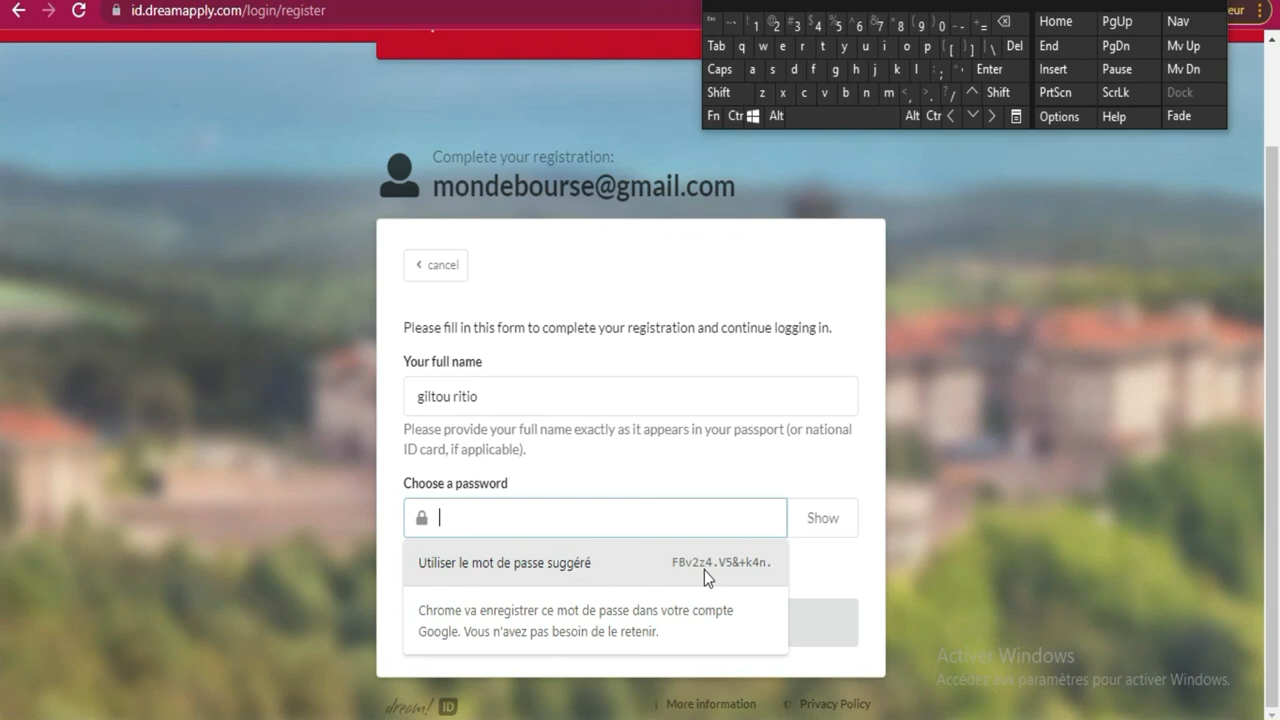 id.dreamapply.com/login/register
eur
Home PgUp Nav
Tab q w e r t y u i o p [ ] \ Del End PgDn Mv Up
Caps a s d f g h j k l ; ' Enter Insert Pause Mv Dn
Shift z x c v b n m Shift PrtScn ScrLk Dock
Fn Ctr Alt Alt Ctr Options Help Fade
Complete your registration:
mondebourse@gmail.com
cancel
Please fill in this form to complete your registration and continue logging in.
Your full name
giltou ritio
Please provide your full name exactly as it appears in your passport (or national
ID card, if applicable).
Choose a password
Show
Utiliser le mot de passe suggéré FBv2z4.V5&+k4n.
Chrome va enregistrer ce mot de passe dans votre compte
Google. Vous n'avez pas besoin de le retenir.
Activer Windows
Accédez aux paramètres pour activer Windows.
dream! ID
More information
Privacy Policy